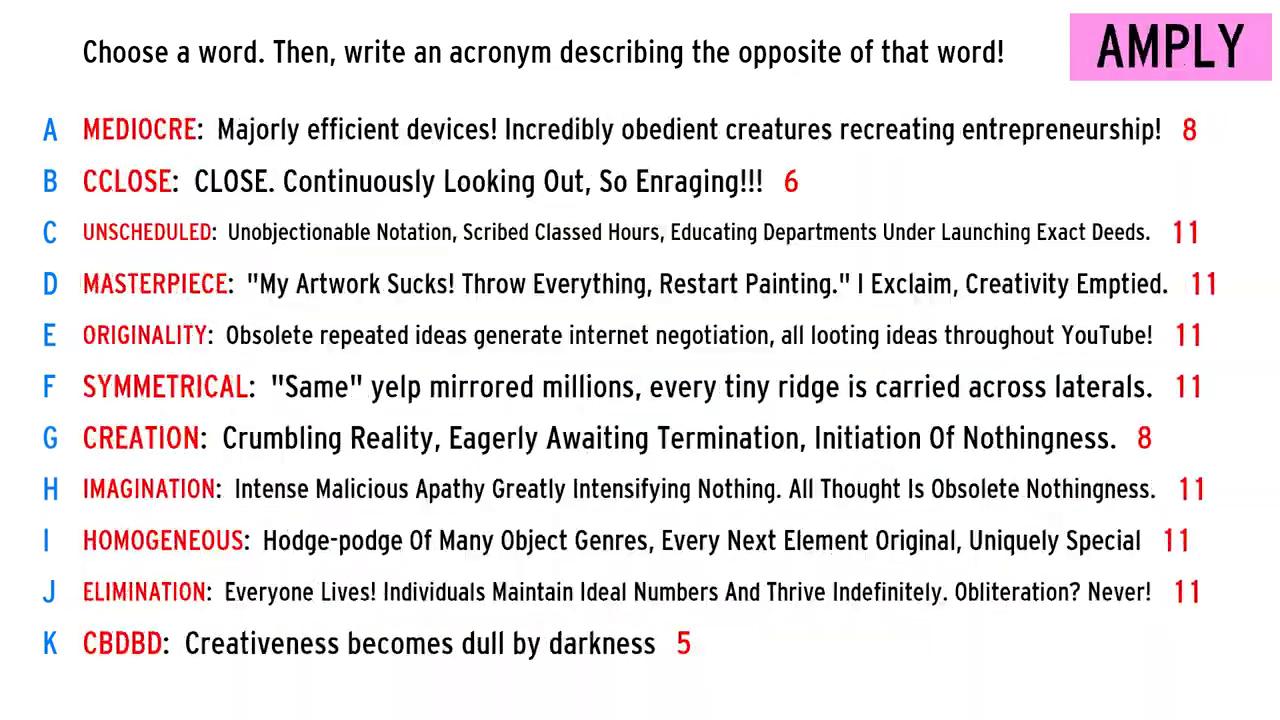 Choose a word. Then, write an acronym describing the opposite of that word!
AMPLY
A MEDIOCRE: Majorly efficient devices! Incredibly obedient creatures recreating entrepreneurship! 8
B CCLOSE: CLOSE. Continuously Looking Out, So Enraging!!! 6
C UNSCHEDULED: Unobjectionable Notation, Scribed Classed Hours, Educating Departments Under Launching Exact Deeds. 11
D MASTERPIECE: "My Artwork Sucks! Throw Everything, Restart Painting." I Exclaim, Creativity Emptied. 11
E ORIGINALITY: Obsolete repeated ideas generate internet negotiation, all looting ideas throughout YouTube! 11
F SYMMETRICAL: "Same" yelp mirrored millions, every tiny ridge is carried across laterals. 11
G CREATION: Crumbling Reality, Eagerly Awaiting Termination, Initiation Of Nothingness. 8
H IMAGINATION: Intense Malicious Apathy Greatly Intensifying Nothing. All Thought Is Obsolete Nothingness. 11
I HOMOGENEOUS: Hodge-podge Of Many Object Genres, Every Next Element Original, Uniquely Special 11
J ELIMINATION: Everyone Lives! Individuals Maintain Ideal Numbers And Thrive Indefinitely. Obliteration? Never! 11
K CBDBD: Creativeness becomes dull by darkness 5